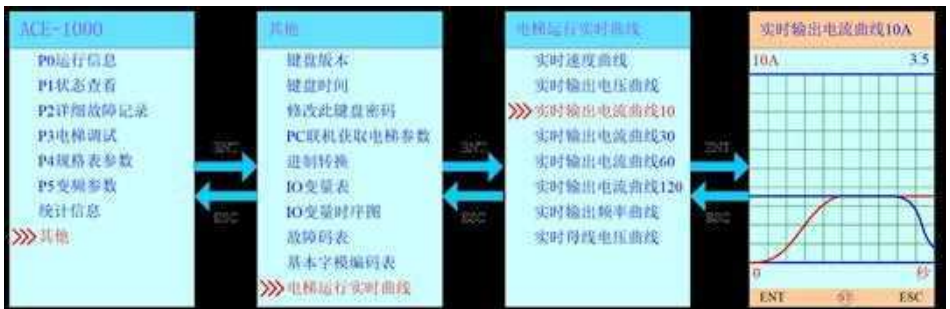 ACE-1000
P0运行信息
P1状态查看
P2详细故障记录
P3电梯调试
P4规格表参数
P5变频参数
统计信息
其他
ENT
ESC
其他
键盘版本
键盘时间
修改此键盘密码
PC联机获取电梯参数
进制转换
IO变量表
IO变量时序图
故障码表
基本字模编码表
电梯运行实时曲线
ENT
ESC
电梯运行实时曲线
实时速度曲线
实时输出电压曲线
实时输出电流曲线10
实时输出电流曲线30
实时输出电流曲线60
实时输出电流曲线120
实时输出频率曲线
实时母线电压曲线
ENT
ESC
实时输出电流曲线10A
10A 3.5
0 秒
ENT ESC